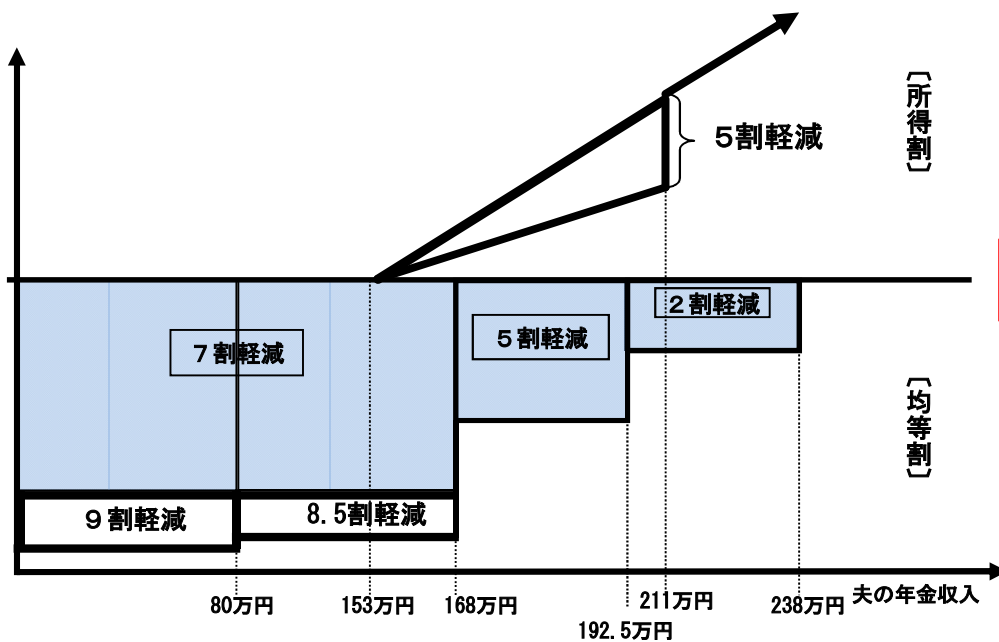 〔所得割〕
５割軽減
２割軽減
５割軽減
７割軽減
〔均等割〕
８.５割軽減
９割軽減
夫の年金収入
80万円
153万円
168万円
211万円
238万円
192.5万円